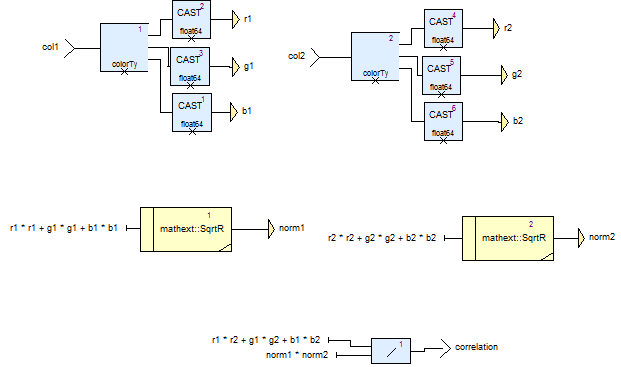 CAST 2 r1
col1 1 float64
CAST 3 g1
colorTy float64
CAST 1 b1
float64
CAST 4 r2
col2 2 float64
CAST 5 g2
colorTy float64
CAST 6 b2
float64
1
r1 * r1 + g1 * g1 + b1 * b1 mathext::SqrtR norm1
2
r2 * r2 + g2 * g2 + b2 * b2 mathext::SqrtR norm2
r1 * r2 + g1 * g2 + b1 * b2 / 1 correlation
norm1 * norm2